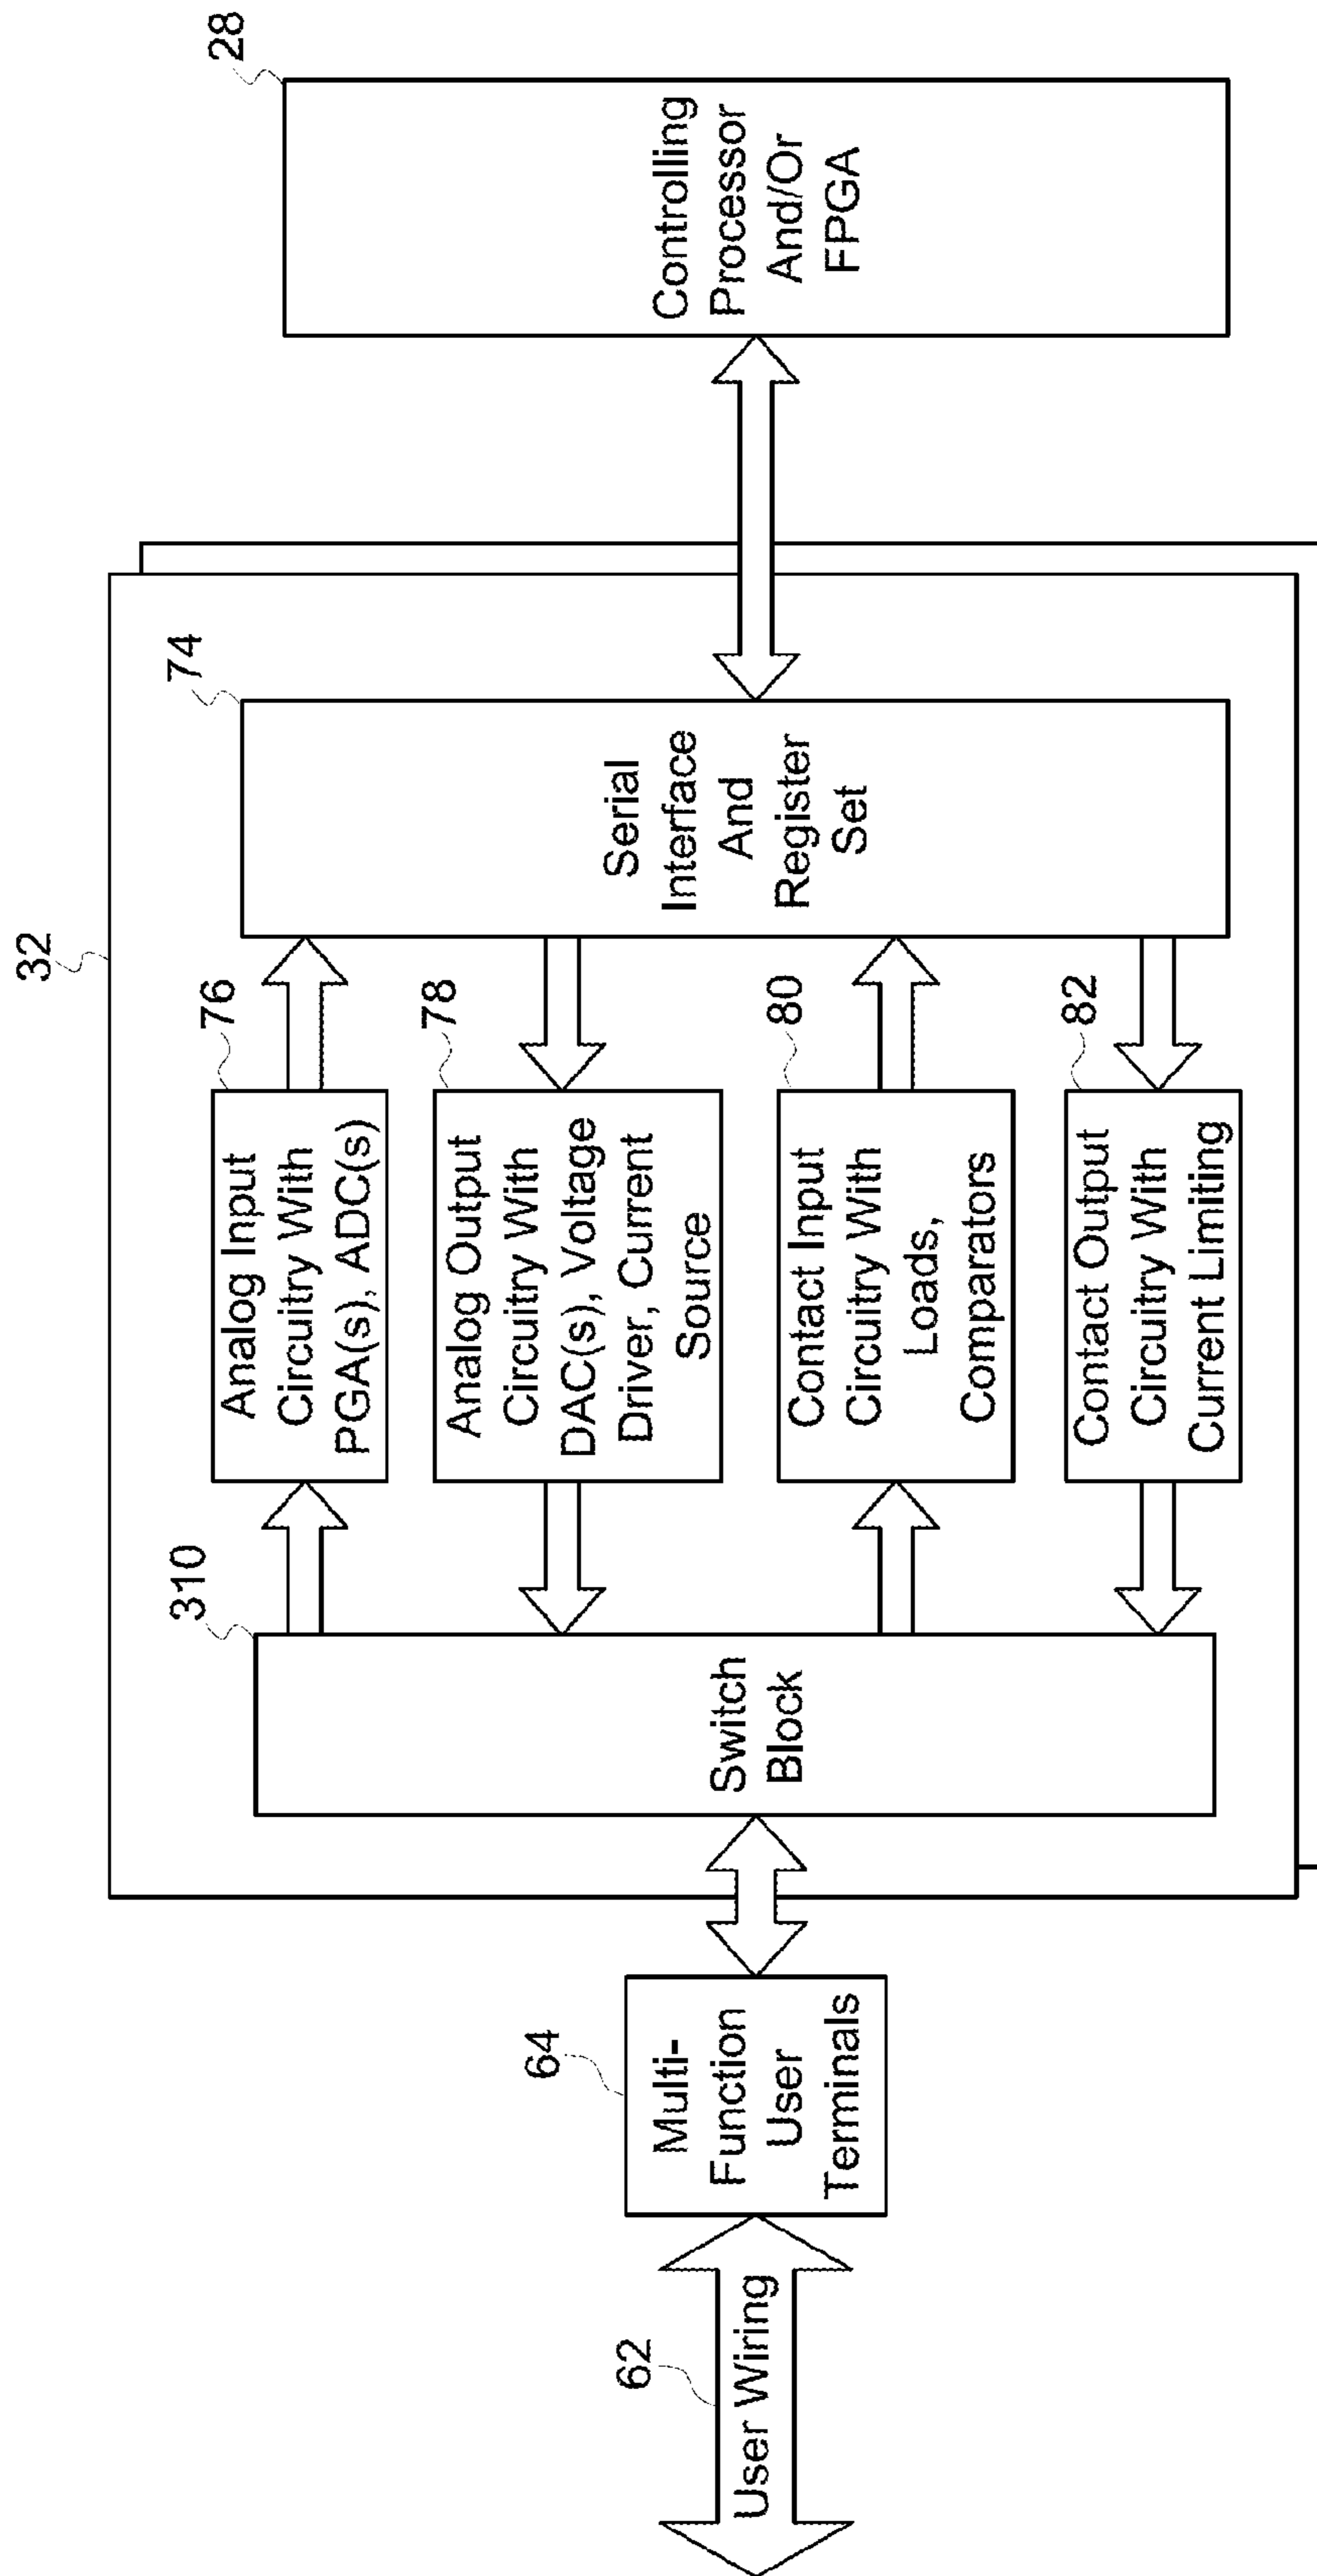 62
User Wiring
64
Multi-
Function
User
Terminals
32
310
Switch
Block
76
Analog Input
Circuitry With
PGA(s), ADC(s)
78
Analog Output
Circuitry With
DAC(s), Voltage
Driver, Current
Source
80
Contact Input
Circuitry With
Loads,
Comparators
82
Contact Output
Circuitry With
Current Limiting
74
Serial
Interface
And
Register
Set
28
Controlling
Processor
And/Or
FPGA